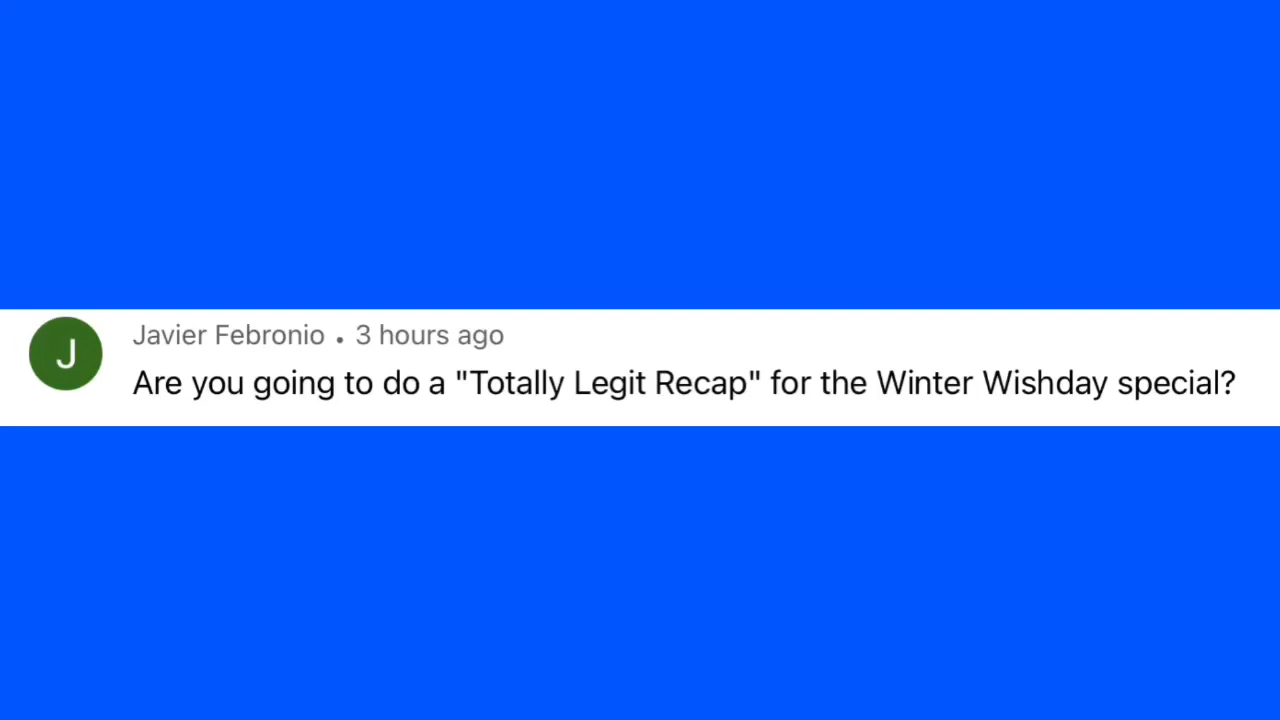 J
Javier Febronio • 3 hours ago
Are you going to do a "Totally Legit Recap" for the Winter Wishday special?